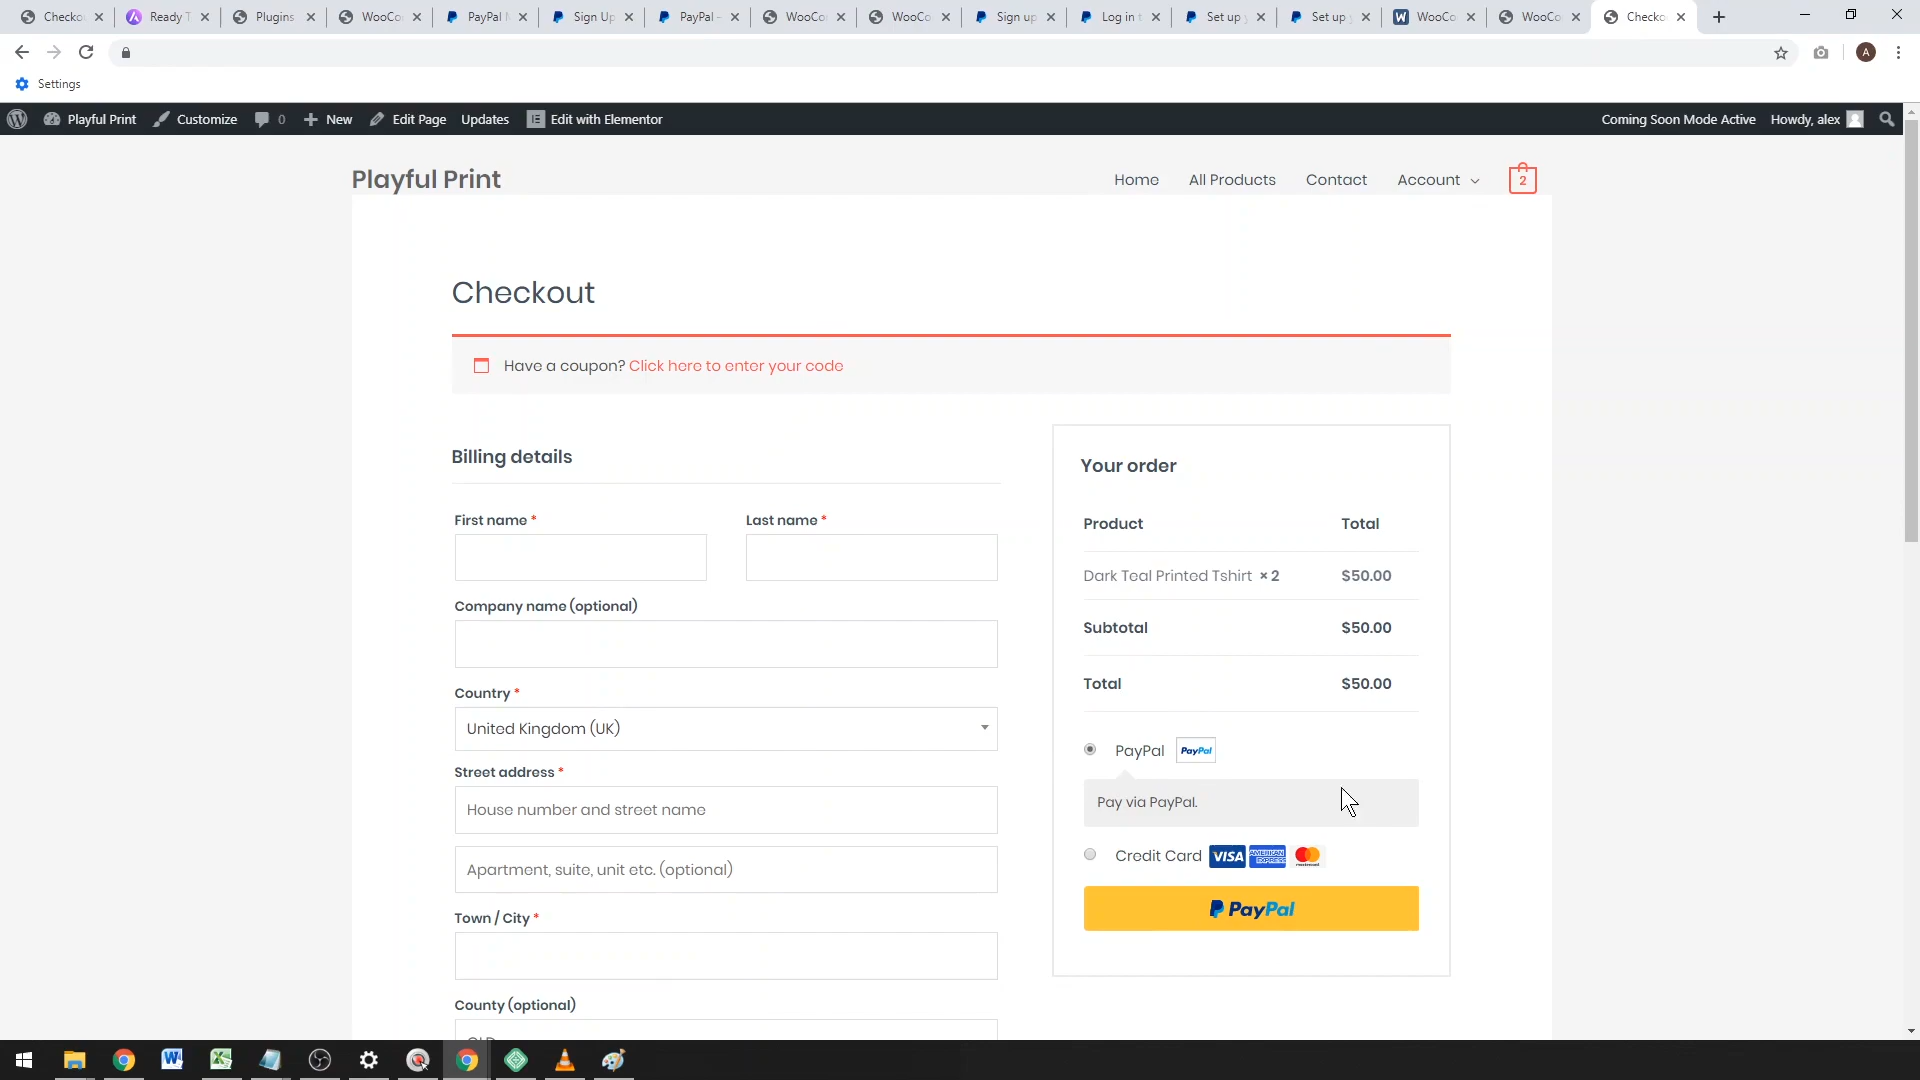 Checko
Ready T
Plugins
WooCo
PayPal
Sign Up
PayPal -
WooCo
WooCo
Sign up
Log in t
Set up
Set up
WooCo
WooCo
Checko
Settings
Playful Print
Customize
0
New
Edit Page
Updates
Edit with Elementor
Coming Soon Mode Active
Howdy, alex
A
Playful Print
Home
All Products
Contact
Account
2
Checkout
Have a coupon? Click here to enter your code
Billing details
First name *
Last name *
Company name (optional)
Country *
United Kingdom (UK)
Street address *
House number and street name
Apartment, suite, unit etc. (optional)
Town / City *
County (optional)
Your order
Product Total
Dark Teal Printed Tshirt × 2 $50.00
Subtotal $50.00
Total $50.00
PayPal PayPal
Pay via PayPal.
Credit Card VISA AMERICAN EXPRESS mastercard
PayPal